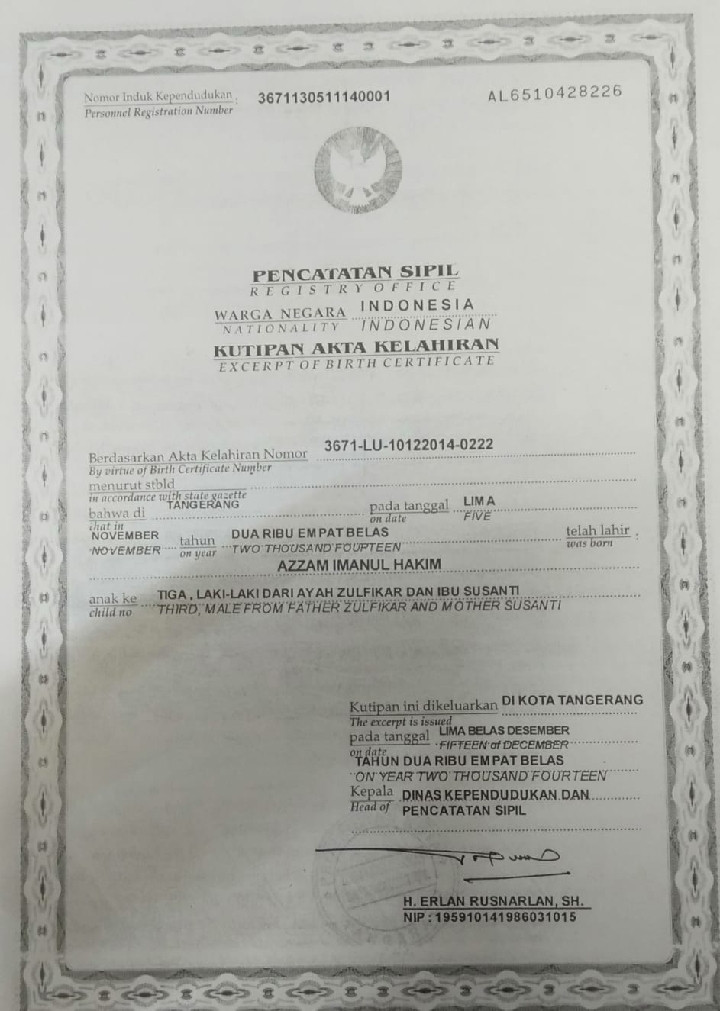 Nomor Induk Kependudukan : 3671130511140001 AL6510428226
Personnel Registration Number
PENCATATAN SIPIL
REGISTRY OFFICE
WARGA NEGARA INDONESIA
NATIONALITY INDONESIAN
KUTIPAN AKTA KELAHIRAN
EXCERPT OF BIRTH CERTIFICATE
Berdasarkan Akta Kelahiran Nomor 3671-LU-10122014-0222
By virtue of Birth Certificate Number
menurut stbld
in accordance with state gazette
bahwa di TANGERANG pada tanggal LIMA
that in on date FIVE
NOVEMBER tahun DUA RIBU EMPAT BELAS telah lahir :
NOVEMBER on year TWO THOUSAND FOURTEEN was born
AZZAM IMANUL HAKIM
anak ke TIGA, LAKI-LAKI DARI AYAH ZULFIKAR DAN IBU SUSANTI
child no THIRD, MALE FROM FATHER ZULFIKAR AND MOTHER SUSANTI
Kutipan ini dikeluarkan DI KOTA TANGERANG
The excerpt is issued
pada tanggal LIMA BELAS DESEMBER
on date FIFTEEN of DECEMBER
TAHUN DUA RIBU EMPAT BELAS
ON YEAR TWO THOUSAND FOURTEEN
Kepala DINAS KEPENDUDUKAN DAN
Head of PENCATATAN SIPIL
H. ERLAN RUSNARLAN, SH.
NIP : 195910141986031015